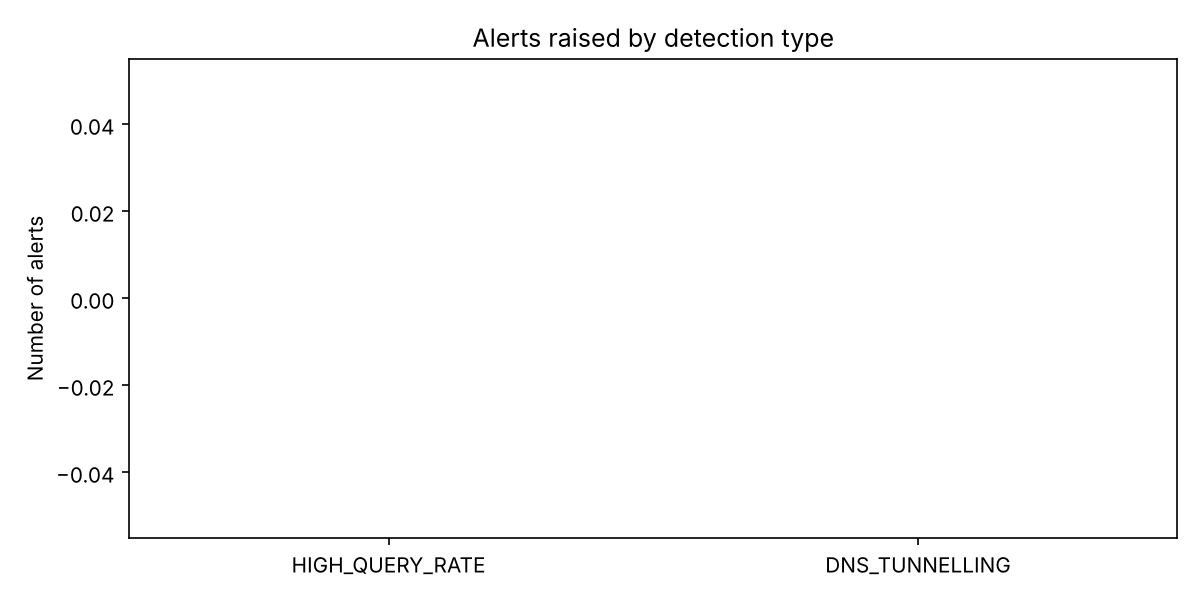 Alerts raised by detection type
Number of alerts
0.04
0.02
0.00
−0.02
−0.04
HIGH_QUERY_RATE
DNS_TUNNELLING